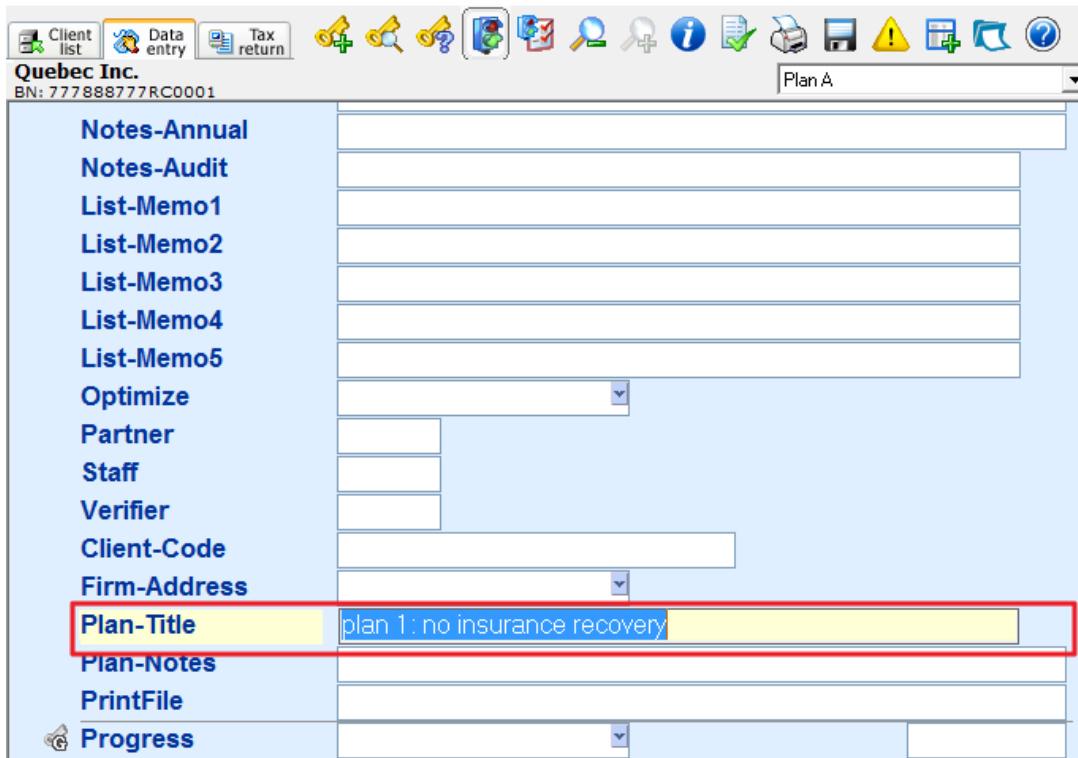 Client list
Data entry
Tax return
Quebec Inc.
BN: 777888777RC0001
Plan A
Notes-Annual
Notes-Audit
List-Memo1
List-Memo2
List-Memo3
List-Memo4
List-Memo5
Optimize
Partner
Staff
Verifier
Client-Code
Firm-Address
Plan-Title plan 1: no insurance recovery
Plan-Notes
PrintFile
Progress